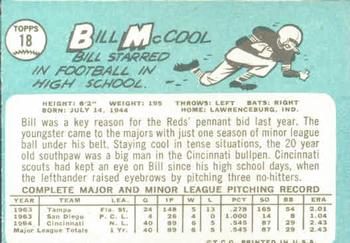 TOPPS
18
BILL McCOOL
BILL STARRED
IN FOOTBALL IN
HIGH SCHOOL.
HEIGHT: 6'2" WEIGHT: 195 THROWS: LEFT BATS: RIGHT
BORN: JULY 14, 1944 HOME: LAWRENCEBURG, IND.
Bill was a key reason for the Reds' pennant bid last year. The
youngster came to the majors with just one season of minor league
ball under his belt. Staying cool in tense situations, the 20 year
old southpaw was a big man in the Cincinnati bullpen. Cincinnati
scouts had kept an eye on Bill since his high school days, when
the lefthander raised eyebrows by pitching three no-hitters.
COMPLETE MAJOR AND MINOR LEAGUE PITCHING RECORD
YEAR TEAM LEA G IP W L PCT SO BB ERA
1963 Tampa Fla. St. 24 148 5 13 .278 165 54 2.01
1963 San Diego P. C. L. 4 26 4 0 1.000 14 8 1.04
1964 Cincinnati N. L. 40 89 6 5 .545 87 29 2.43
Major League Totals 1 Yr. 40 89 6 5 .545 87 29 2.43
© T.C.G. PRINTED IN U.S.A.